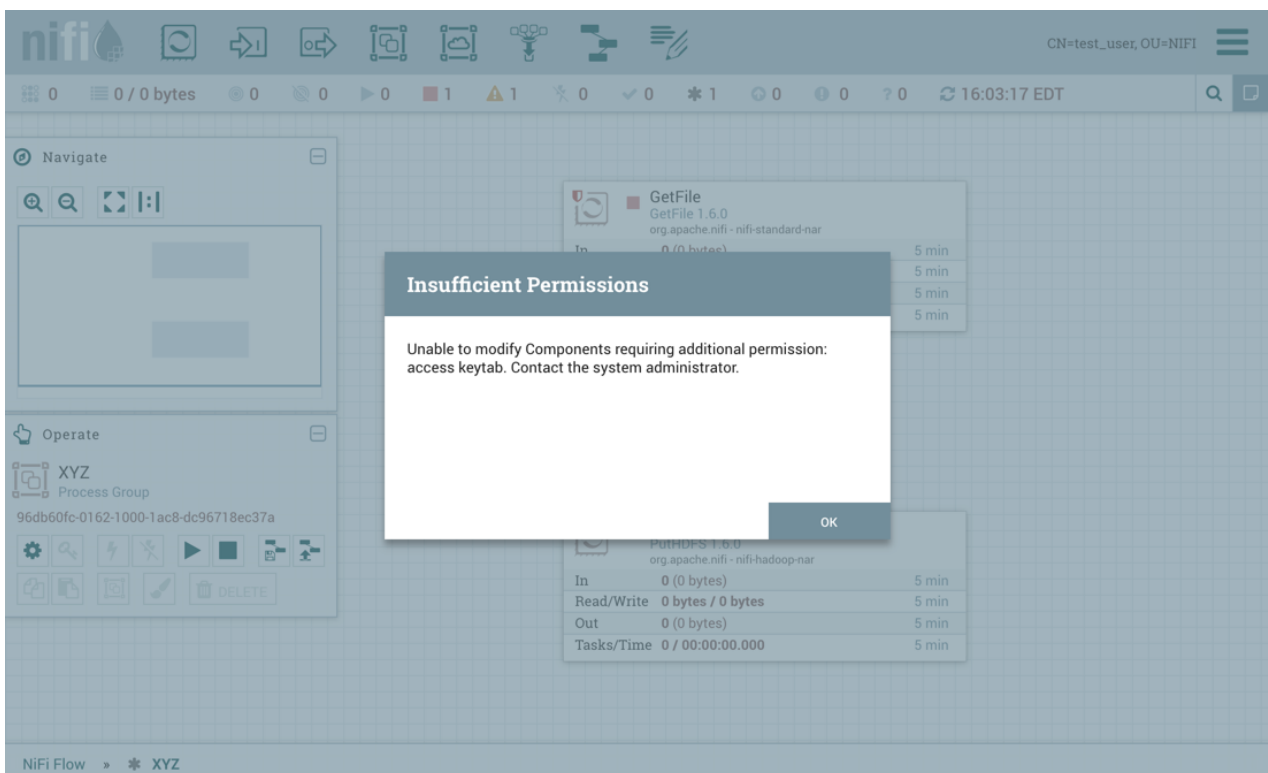 nifi
CN=test_user, OU=NIFI
0 0 / 0 bytes 0 0 0 1 1 0 0 1 0 0 ? 0 16:03:17 EDT
Navigate
GetFile
GetFile 1.6.0
org.apache.nifi - nifi-standard-nar
In 0 (0 bytes) 5 min
5 min
5 min
5 min
Insufficient Permissions
Unable to modify Components requiring additional permission:
access keytab. Contact the system administrator.
OK
Operate
XYZ
Process Group
96db60fc-0162-1000-1ac8-dc96718ec37a
DELETE
PutHDFS 1.6.0
org.apache.nifi - nifi-hadoop-nar
In 0 (0 bytes) 5 min
Read/Write 0 bytes / 0 bytes 5 min
Out 0 (0 bytes) 5 min
Tasks/Time 0 / 00:00:00.000 5 min
NiFi Flow » XYZ